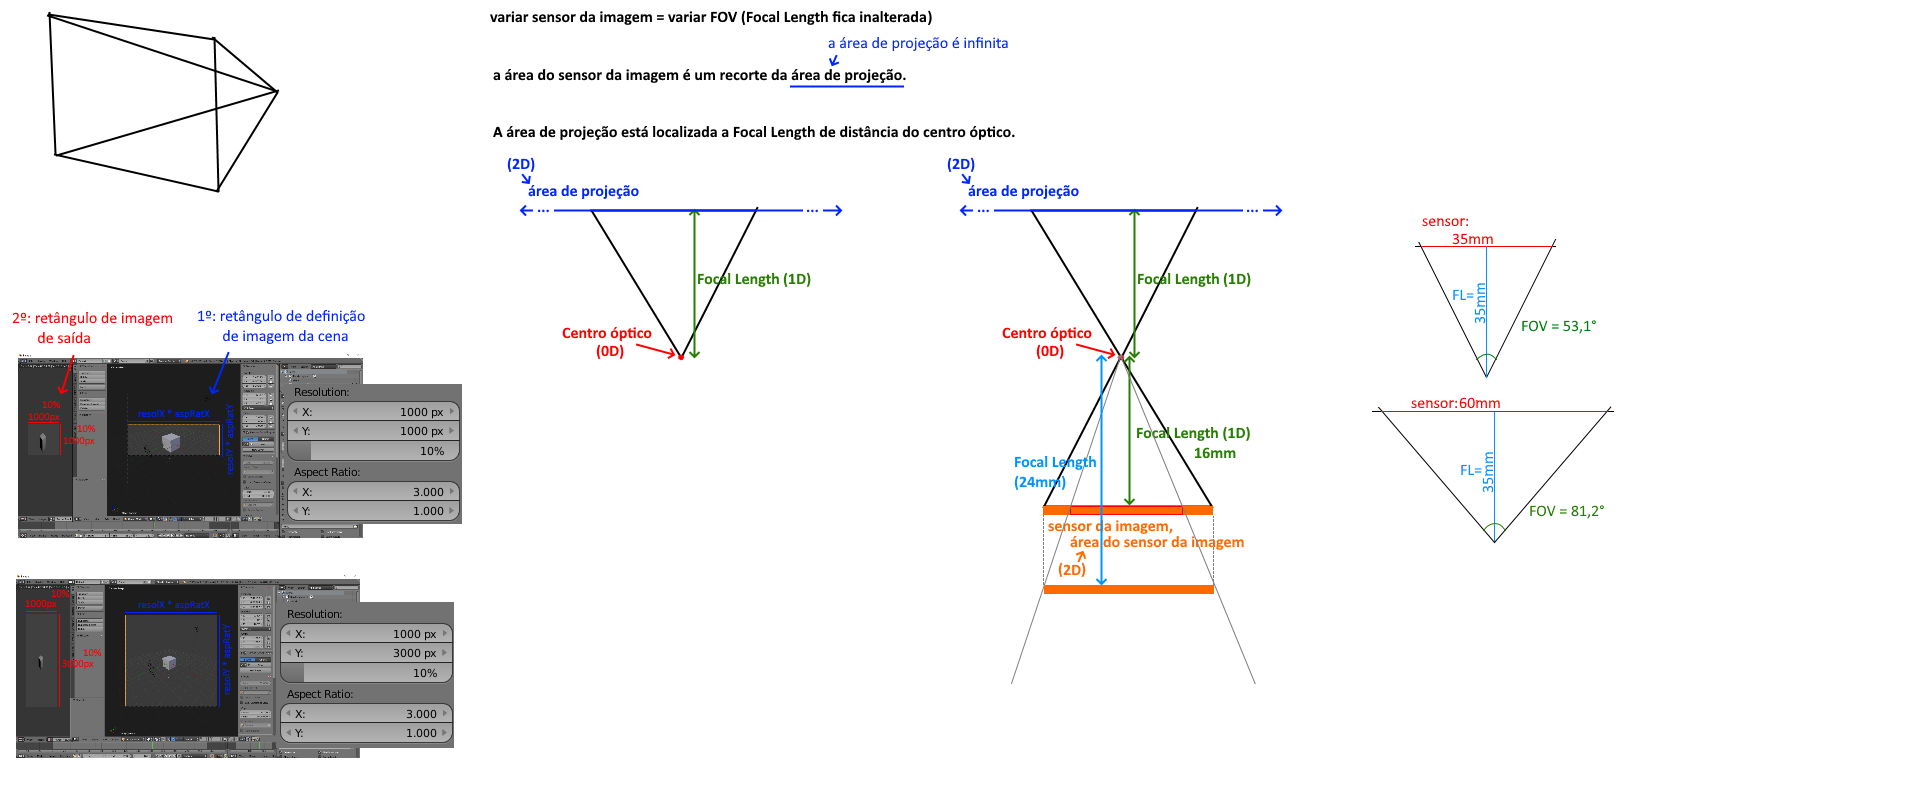 variar sensor da imagem = variar FOV (Focal Length fica inalterada)
a área de projeção é infinita
a área do sensor da imagem é um recorte da área de projeção.
A área de projeção está localizada a Focal Length de distância do centro óptico.
(2D)
área de projeção
... ...
Focal Length (1D)
Centro óptico
(0D)
(2D)
área de projeção
... ...
Focal Length (1D)
Centro óptico
(0D)
Focal Length (1D)
16mm
Focal Length
(24mm)
sensor da imagem,
área do sensor da imagem
(2D)
sensor:
35mm
FL=
35mm
FOV = 53,1°
sensor:60mm
FL=
35mm
FOV = 81,2°
2º: retângulo de imagem
de saída
1º: retângulo de definição
de imagem da cena
10%
1000px
10%
1000px
resolX * aspRatX
resolY * aspRatY
Resolution:
X: 1000 px
Y: 1000 px
10%
Aspect Ratio:
X: 3.000
Y: 1.000
10%
1000px
10%
3000px
resolX * aspRatX
resolY * aspRatY
Resolution:
X: 1000 px
Y: 3000 px
10%
Aspect Ratio:
X: 3.000
Y: 1.000